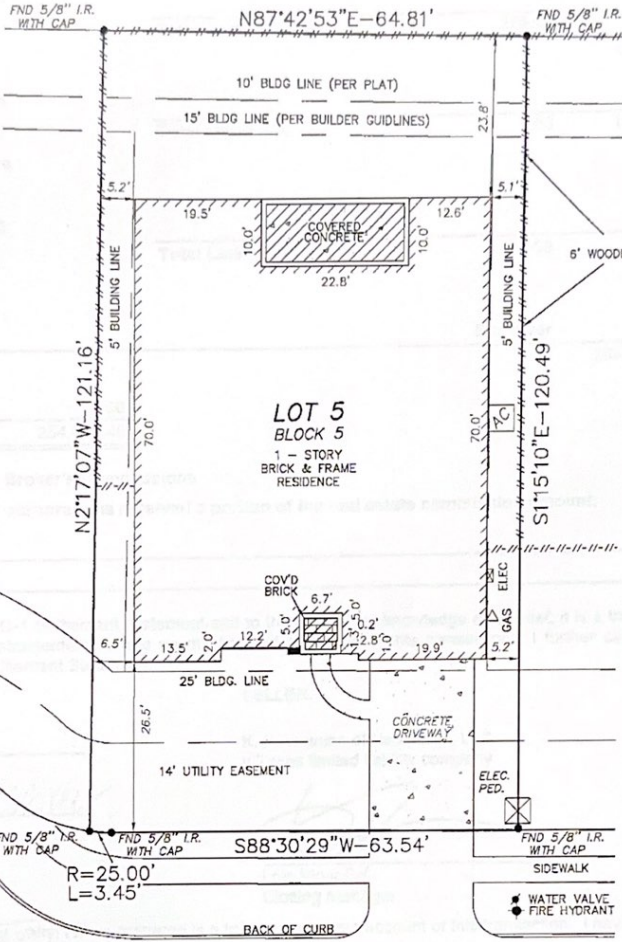 FND 5/8" I.R.
WITH CAP
N87°42'53"E-64.81'
FND 5/8" I.R.
WITH CAP
10' BLDG LINE (PER PLAT)
15' BLDG LINE (PER BUILDER GUIDLINES)
23.8'
5.2'
5.1'
19.5'
12.6'
10.0'
COVERED
CONCRETE
10.0'
22.8'
6' WOOD
5' BUILDING LINE
5' BUILDING LINE
N2°17'07"W-121.16'
S1°15'10"E-120.49'
70.0'
70.0'
LOT 5
BLOCK 5
1 - STORY
BRICK & FRAME
RESIDENCE
AC
COV'D
BRICK
6.7'
ELEC
GAS
6.5'
13.5'
2.0'
12.2'
5.0'
5.0'
0.2'
2.8'
1.0'
19.9'
5.2'
25' BLDG. LINE
26.5'
CONCRETE
DRIVEWAY
14' UTILITY EASEMENT
ELEC.
PED.
FND 5/8" I.R.
WITH CAP
FND 5/8" I.R.
WITH CAP
S88°30'29"W-63.54'
FND 5/8" I.R.
WITH CAP
R=25.00'
L=3.45'
SIDEWALK
WATER VALVE
FIRE HYDRANT
BACK OF CURB